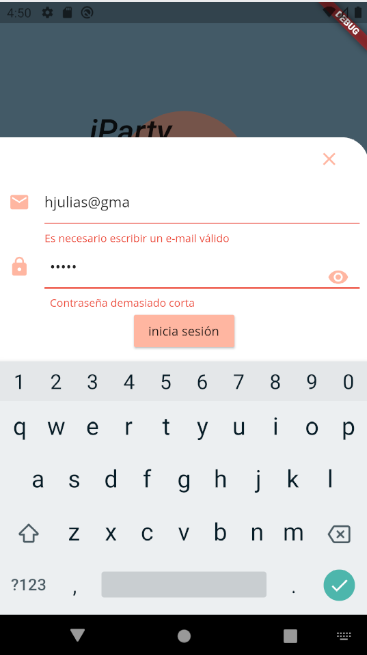 4:50
DEBUG
iParty
hjulias@gma
Es necesario escribir un e-mail válido
•••••
Contraseña demasiado corta
inicia sesión
1 2 3 4 5 6 7 8 9 0
q w e r t y u i o p
a s d f g h j k l
z x c v b n m
?123 , .